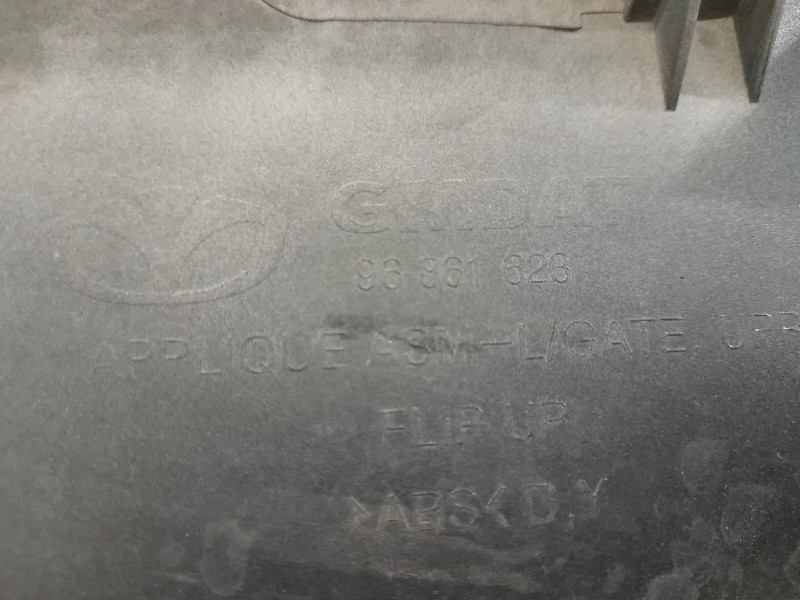 GMDAT
96 861 623
APPLIQUE ASM-L/GATE, UPR
FLIP UP
>ABS< D.Y